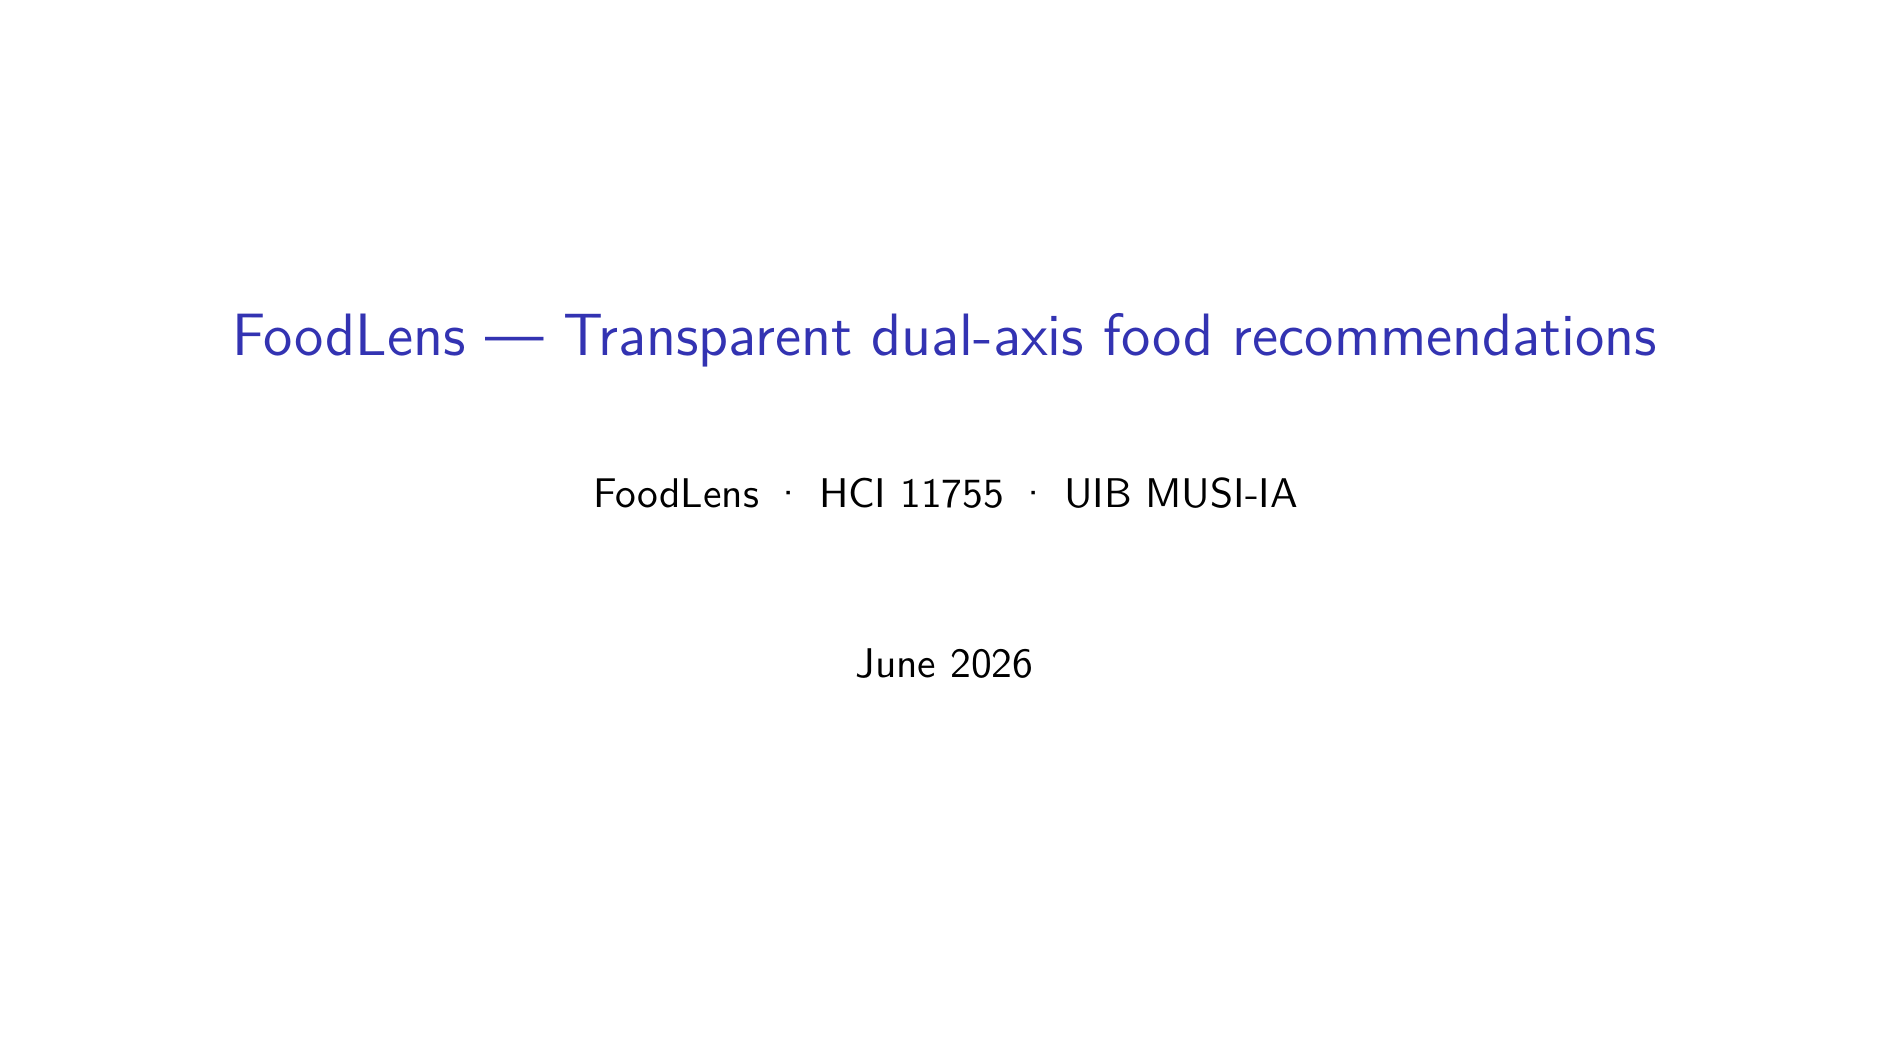 FoodLens — Transparent dual-axis food recommendations
FoodLens · HCI 11755 · UIB MUSI-IA
June 2026